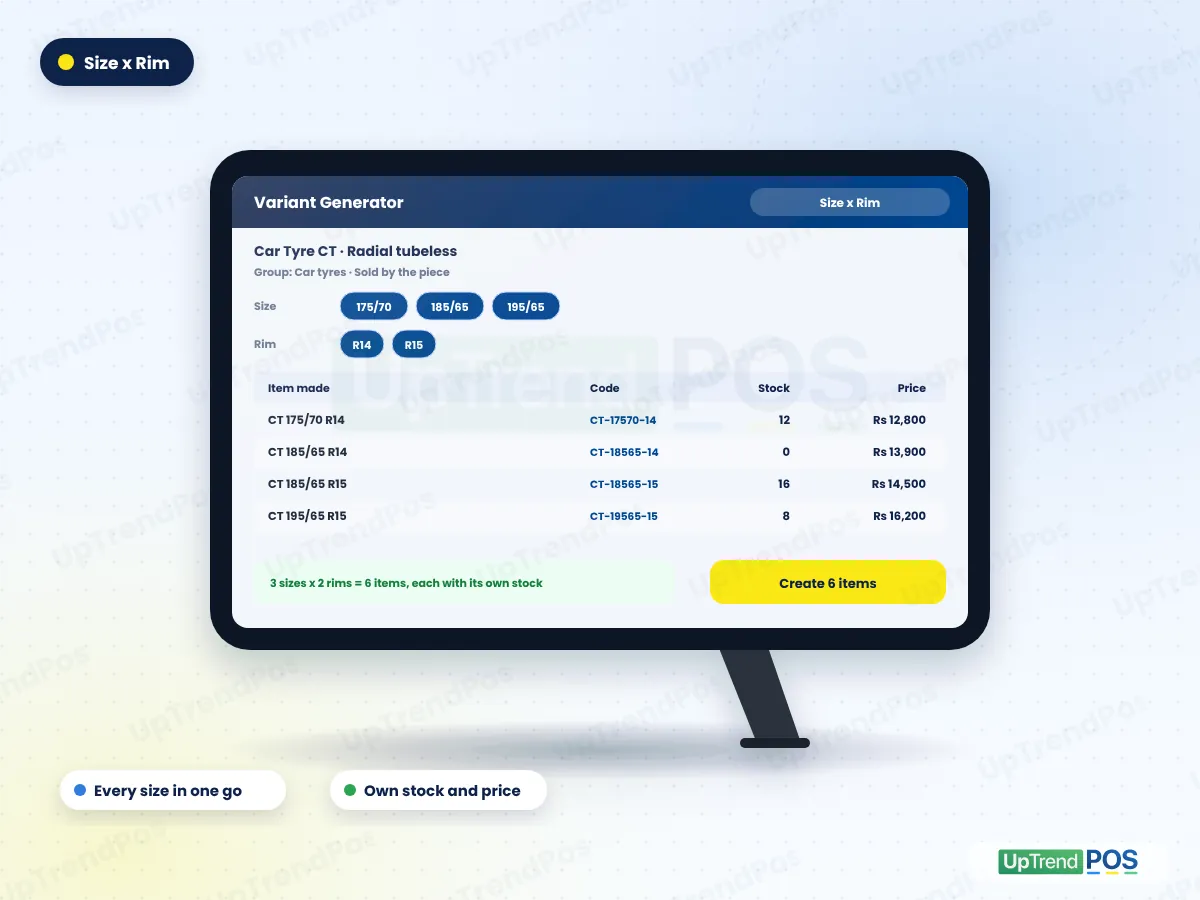 Size x Rim
Variant Generator
Size x Rim
Car Tyre CT · Radial tubeless
Group: Car tyres · Sold by the piece
Size 175/70 185/65 195/65
Rim R14 R15
Item made Code Stock Price
CT 175/70 R14 CT-17570-14 12 Rs 12,800
CT 185/65 R14 CT-18565-14 0 Rs 13,900
CT 185/65 R15 CT-18565-15 16 Rs 14,500
CT 195/65 R15 CT-19565-15 8 Rs 16,200
3 sizes x 2 rims = 6 items, each with its own stock
Create 6 items
Every size in one go
Own stock and price
UpTrendPOS